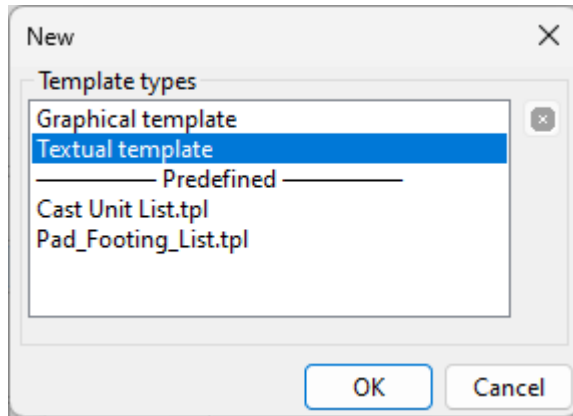 New
Template types
Graphical template
Textual template
Predefined
Cast Unit List.tpl
Pad_Footing_List.tpl
OK Cancel